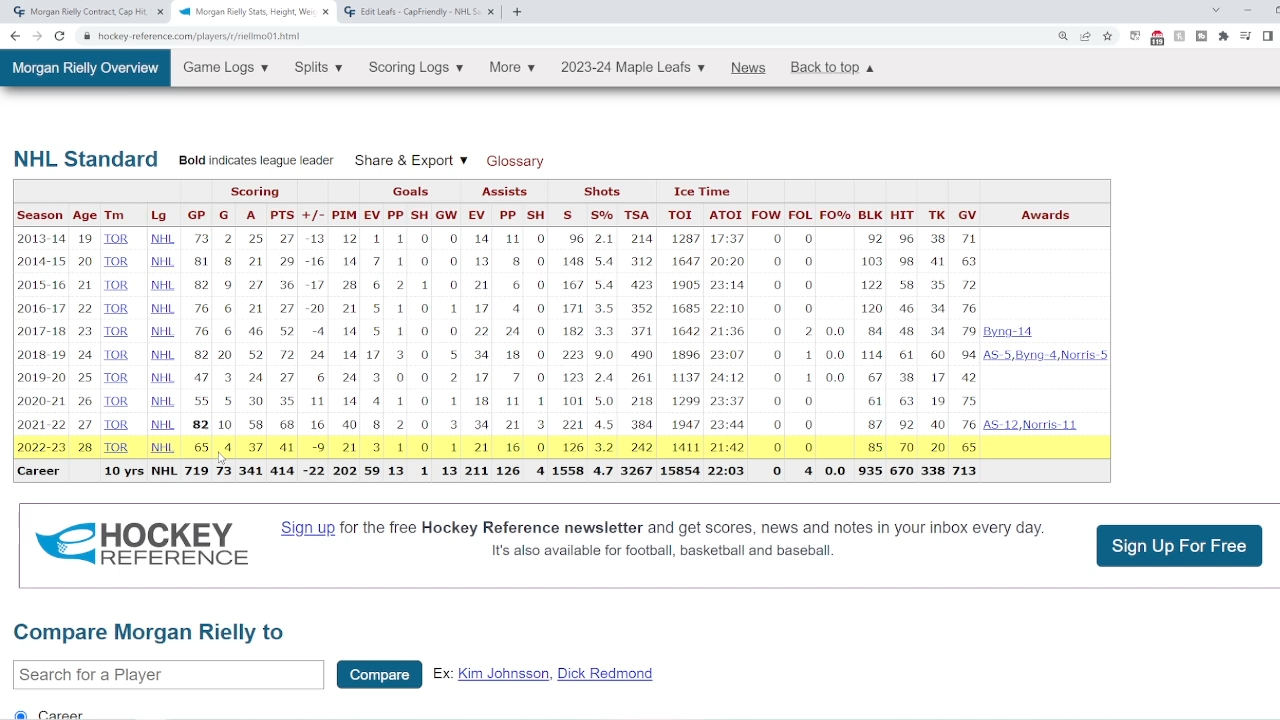 Morgan Rielly Contract, Cap Hit, × Morgan Rielly Stats, Height, Wei × Edit Leafs - CapFriendly - NHL Sa × +
hockey-reference.com/players/r/riellmo01.html 119
Morgan Rielly Overview Game Logs ▼ Splits ▼ Scoring Logs ▼ More ▼ 2023-24 Maple Leafs ▼ News Back to top ▲
NHL Standard Bold indicates league leader Share & Export ▼ Glossary
Scoring Goals Assists Shots Ice Time
Season Age Tm Lg GP G A PTS +/- PIM EV PP SH GW EV PP SH S S% TSA TOI ATOI FOW FOL FO% BLK HIT TK GV Awards
2013-14 19 TOR NHL 73 2 25 27 -13 12 1 1 0 0 14 11 0 96 2.1 214 1287 17:37 0 0 92 96 38 71
2014-15 20 TOR NHL 81 8 21 29 -16 14 7 1 0 0 13 8 0 148 5.4 312 1647 20:20 0 0 103 98 41 63
2015-16 21 TOR NHL 82 9 27 36 -17 28 6 2 1 0 21 6 0 167 5.4 423 1905 23:14 0 0 122 58 35 72
2016-17 22 TOR NHL 76 6 21 27 -20 21 5 1 0 1 17 4 0 171 3.5 352 1685 22:10 0 0 120 46 34 76
2017-18 23 TOR NHL 76 6 46 52 -4 14 5 1 0 0 22 24 0 182 3.3 371 1642 21:36 0 2 0.0 84 48 34 79 Byng-14
2018-19 24 TOR NHL 82 20 52 72 24 14 17 3 0 5 34 18 0 223 9.0 490 1896 23:07 0 1 0.0 114 61 60 94 AS-5,Byng-4,Norris-5
2019-20 25 TOR NHL 47 3 24 27 6 24 3 0 0 2 17 7 0 123 2.4 261 1137 24:12 0 1 0.0 67 38 17 42
2020-21 26 TOR NHL 55 5 30 35 11 14 4 1 0 1 18 11 1 101 5.0 218 1299 23:37 0 0 61 63 19 75
2021-22 27 TOR NHL 82 10 58 68 16 40 8 2 0 3 34 21 3 221 4.5 384 1947 23:44 0 0 87 92 40 76 AS-12,Norris-11
2022-23 28 TOR NHL 65 4 37 41 -9 21 3 1 0 1 21 16 0 126 3.2 242 1411 21:42 0 0 85 70 20 65
Career 10 yrs NHL 719 73 341 414 -22 202 59 13 1 13 211 126 4 1558 4.7 3267 15854 22:03 0 4 0.0 935 670 338 713
HOCKEY REFERENCE
Sign up for the free Hockey Reference newsletter and get scores, news and notes in your inbox every day.
It's also available for football, basketball and baseball.
Sign Up For Free
Compare Morgan Rielly to
Search for a Player Compare Ex: Kim Johnsson, Dick Redmond
Career